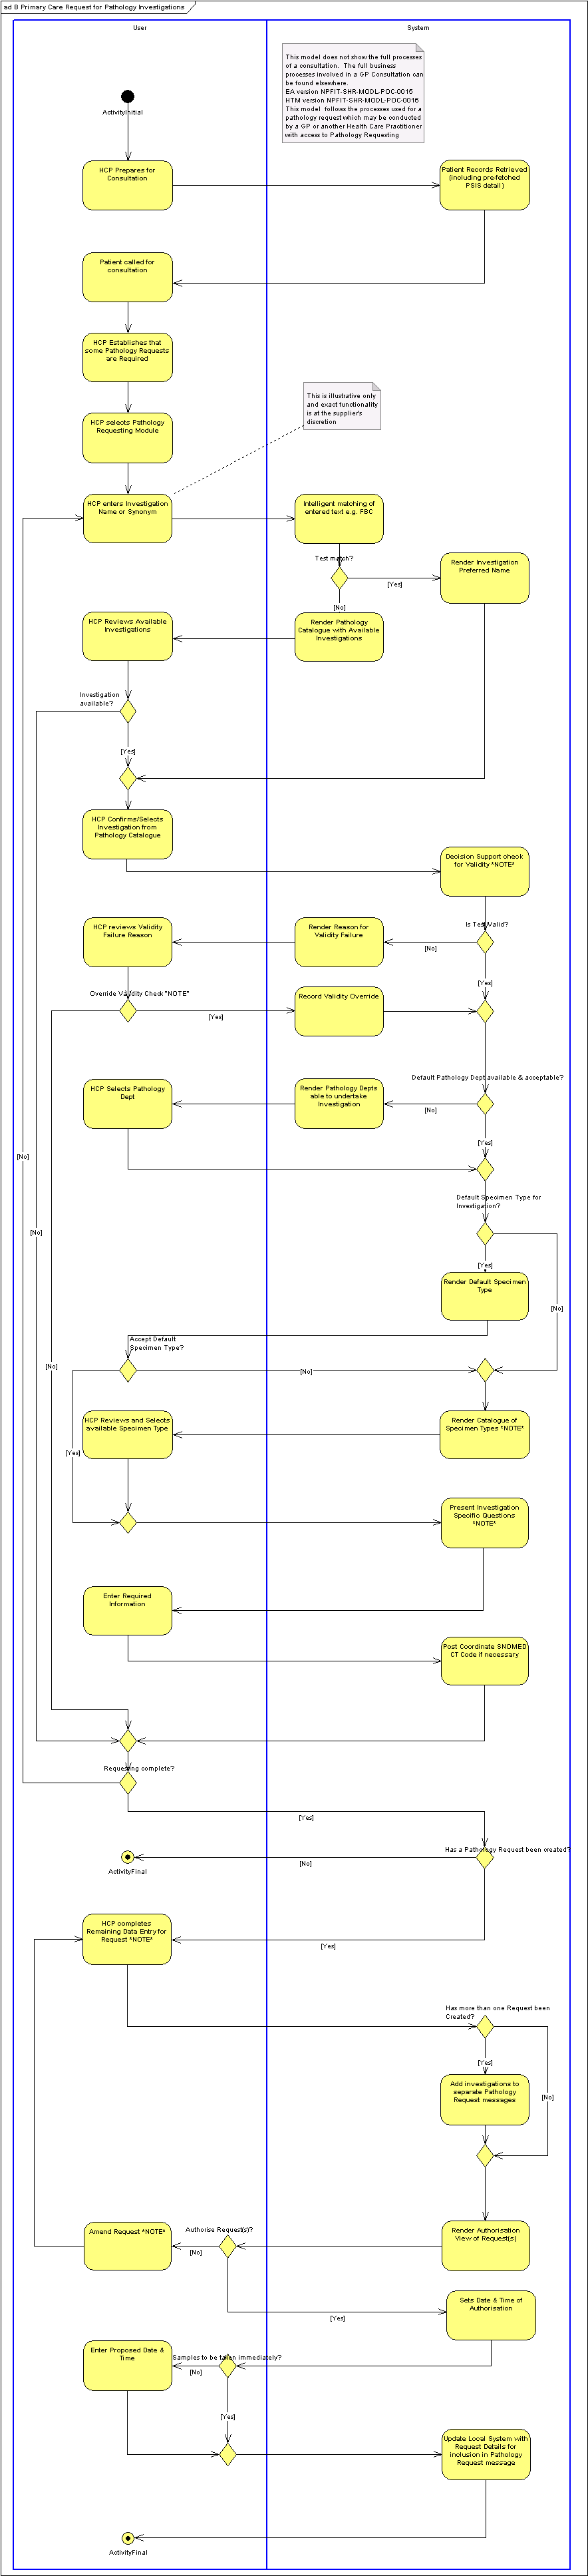 ad B Primary Care Request for Pathology Investigations
User
System
This model does not show the full processes
of a consultation. The full business
processes involved in a GP Consultation can
be found elsewhere.
EA version NPFIT-SHR-MODL-POC-0015
HTM version NPFIT-SHR-MODL-POC-0016
This model follows the processes used for a
pathology request which may be conducted
by a GP or another Health Care Practitioner
with access to Pathology Requesting
ActivityInitial
HCP Prepares for
Consultation
Patient Records Retrieved
(including pre-fetched
PSIS detail)
Patient called for
consultation
HCP Establishes that
some Pathology Requests
are Required
This is illustrative only
and exact functionality
is at the supplier's
discretion
HCP selects Pathology
Requesting Module
HCP enters Investigation
Name or Synonym
Intelligent matching of
entered text e.g. FBC
Test match?
[Yes]
Render Investigation
Preferred Name
[No]
HCP Reviews Available
Investigations
Render Pathology
Catalogue with Available
Investigations
Investigation
available?
[Yes]
HCP Confirms/Selects
Investigation from
Pathology Catalogue
Decision Support check
for Validity *NOTE*
Is Test Valid?
HCP reviews Validity
Failure Reason
Render Reason for
Validity Failure
[No]
[Yes]
Override Validity Check *NOTE*
[Yes]
Record Validity Override
Default Pathology Dept available & acceptable?
HCP Selects Pathology
Dept
Render Pathology Depts
able to undertake
Investigation
[No]
[Yes]
[No]
Default Specimen Type for
Investigation?
[No]
[Yes]
Render Default Specimen
Type
[No]
Accept Default
Specimen Type?
[No]
[No]
HCP Reviews and Selects
available Specimen Type
Render Catalogue of
Specimen Types *NOTE*
[Yes]
Present Investigation
Specific Questions
*NOTE*
Enter Required
Information
Post Coordinate SNOMED
CT Code if necessary
Requesting complete?
[Yes]
Has a Pathology Request been created?
[No]
ActivityFinal
HCP completes
Remaining Data Entry for
Request *NOTE*
[Yes]
Has more than one Request been
Created?
[Yes]
Add investigations to
separate Pathology
Request messages
[No]
Amend Request *NOTE*
Authorise Request(s)?
[No]
Render Authorisation
View of Request(s)
Sets Date & Time of
Authorisation
[Yes]
Enter Proposed Date &
Time
Samples to be taken immediately?
[No]
[Yes]
Update Local System with
Request Details for
inclusion in Pathology
Request message
ActivityFinal